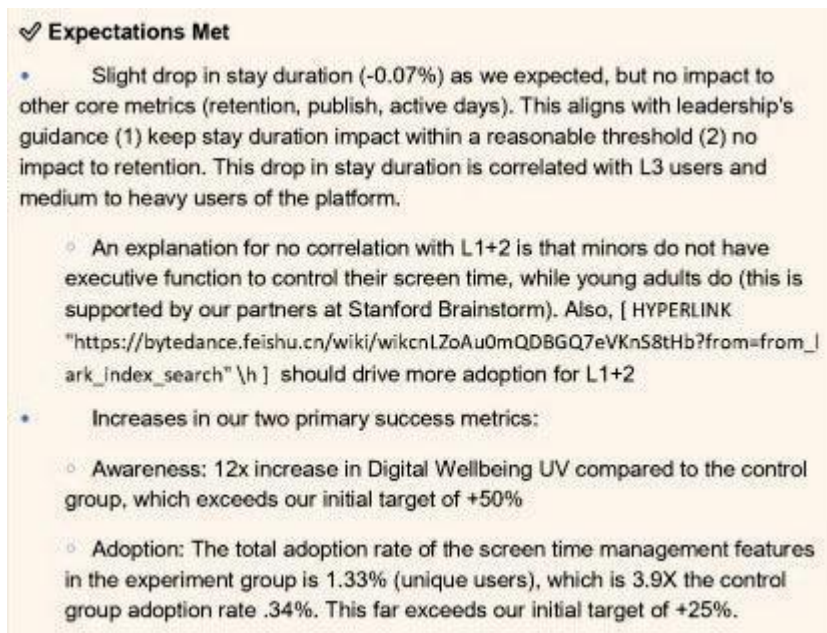 ✅ Expectations Met
• Slight drop in stay duration (-0.07%) as we expected, but no impact to
other core metrics (retention, publish, active days). This aligns with leadership's
guidance (1) keep stay duration impact within a reasonable threshold (2) no
impact to retention. This drop in stay duration is correlated with L3 users and
medium to heavy users of the platform.
◦ An explanation for no correlation with L1+2 is that minors do not have
executive function to control their screen time, while young adults do (this is
supported by our partners at Stanford Brainstorm). Also, [ HYPERLINK
"https://bytedance.feishu.cn/wiki/wikcnLZoAu0mQDBGQ7eVKnS8tHb?from=from_l
ark_index_search" \h ] should drive more adoption for L1+2
• Increases in our two primary success metrics:
◦ Awareness: 12x increase in Digital Wellbeing UV compared to the control
group, which exceeds our initial target of +50%
◦ Adoption: The total adoption rate of the screen time management features
in the experiment group is 1.33% (unique users), which is 3.9X the control
group adoption rate .34%. This far exceeds our initial target of +25%.